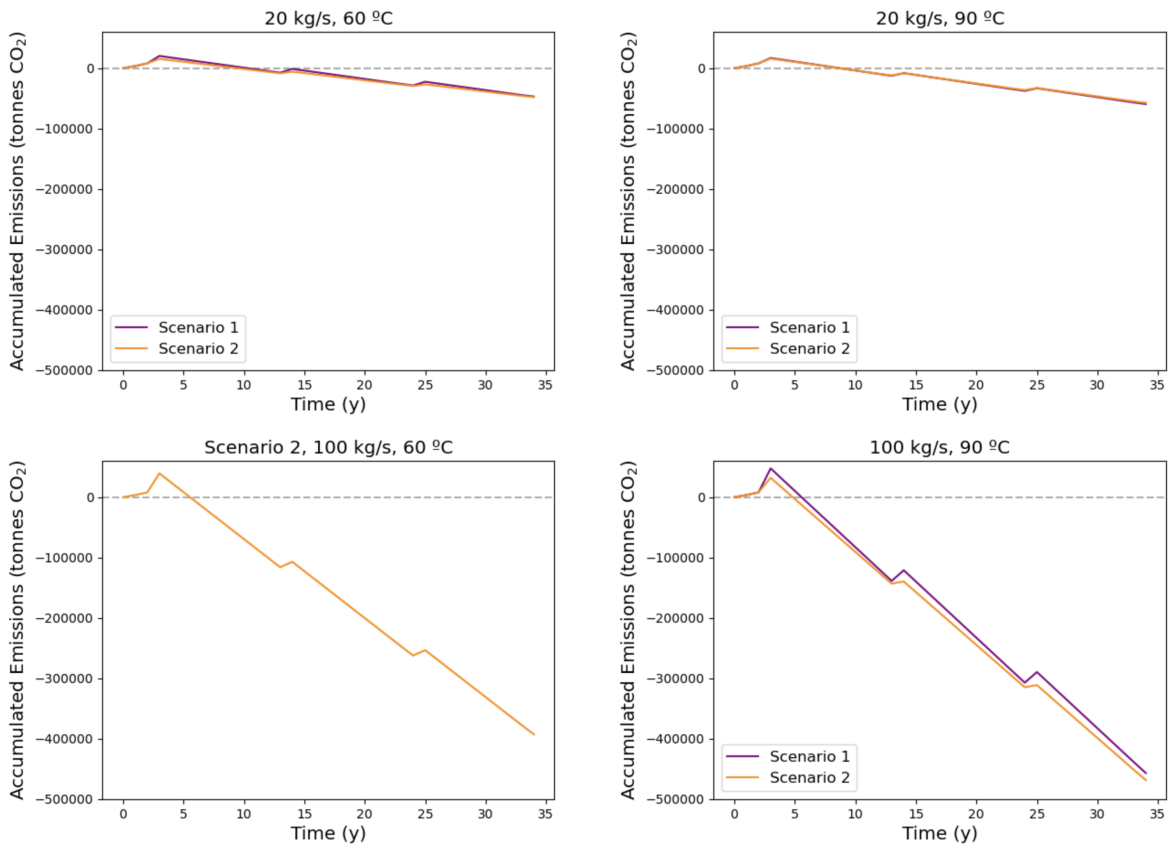 20 kg/s, 60 ºC
Accumulated Emissions (tonnes CO₂)
0
−100000
−200000
−300000
−400000
−500000
Scenario 1
Scenario 2
0 5 10 15 20 25 30 35
Time (y)
20 kg/s, 90 ºC
Accumulated Emissions (tonnes CO₂)
0
−100000
−200000
−300000
−400000
−500000
Scenario 1
Scenario 2
0 5 10 15 20 25 30 35
Time (y)
Scenario 2, 100 kg/s, 60 ºC
Accumulated Emissions (tonnes CO₂)
0
−100000
−200000
−300000
−400000
−500000
0 5 10 15 20 25 30 35
Time (y)
100 kg/s, 90 ºC
Accumulated Emissions (tonnes CO₂)
0
−100000
−200000
−300000
−400000
−500000
Scenario 1
Scenario 2
0 5 10 15 20 25 30 35
Time (y)